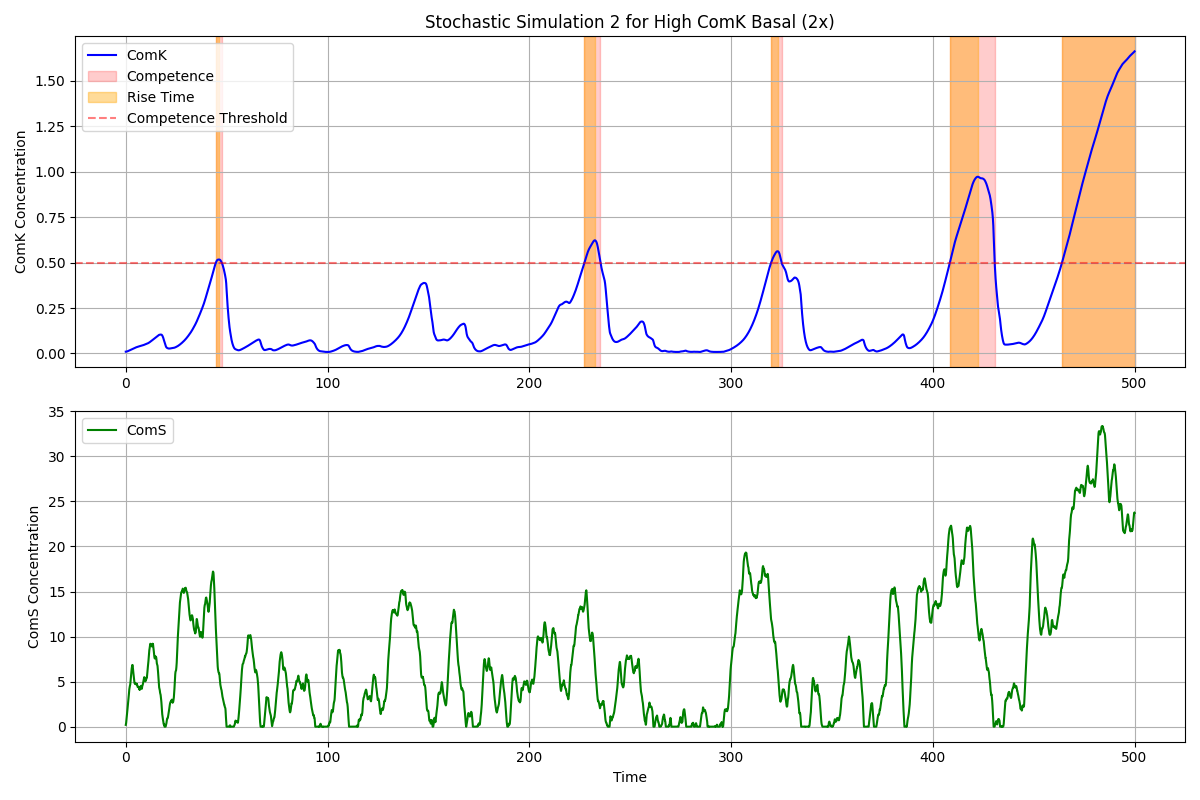 Stochastic Simulation 2 for High ComK Basal (2x)
ComK
Competence
Rise Time
Competence Threshold
ComK Concentration
1.50
1.25
1.00
0.75
0.50
0.25
0.00
0 100 200 300 400 500
ComS
ComS Concentration
35
30
25
20
15
10
5
0
0 100 200 300 400 500
Time